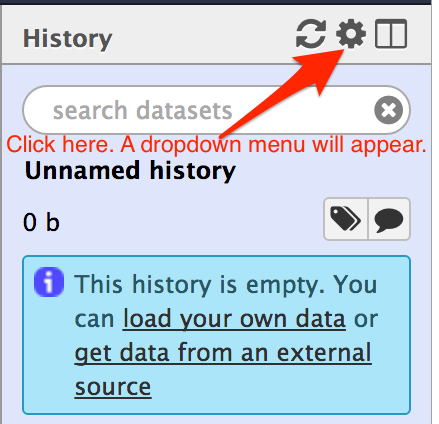 History
search datasets
Click here. A dropdown menu will appear.
Unnamed history
0 b
This history is empty. You
can load your own data or
get data from an external
source